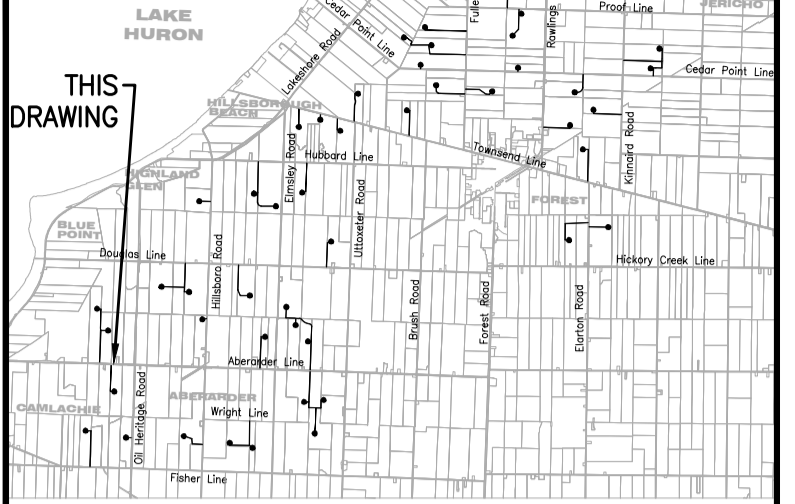 LAKE
HURON
Cedar Point Line
Fulle
Rawlings
Proof Line
JERICHO
Lakeshore Road
Cedar Point Line
THIS
DRAWING
HILLSBOROUGH
BEACH
Elmsley Road
Hubbard Line
Townsend Line
Kinnaird Road
HIGHLAND
GLEN
Uttoxeter Road
FOREST
BLUE
POINT
Douglas Line
Hillsboro Road
Hickory Creek Line
Brush Road
Forest Road
Elarton Road
Aberarder Line
Oil Heritage Road
ABERARDER
CAMLACHIE
Wright Line
Fisher Line